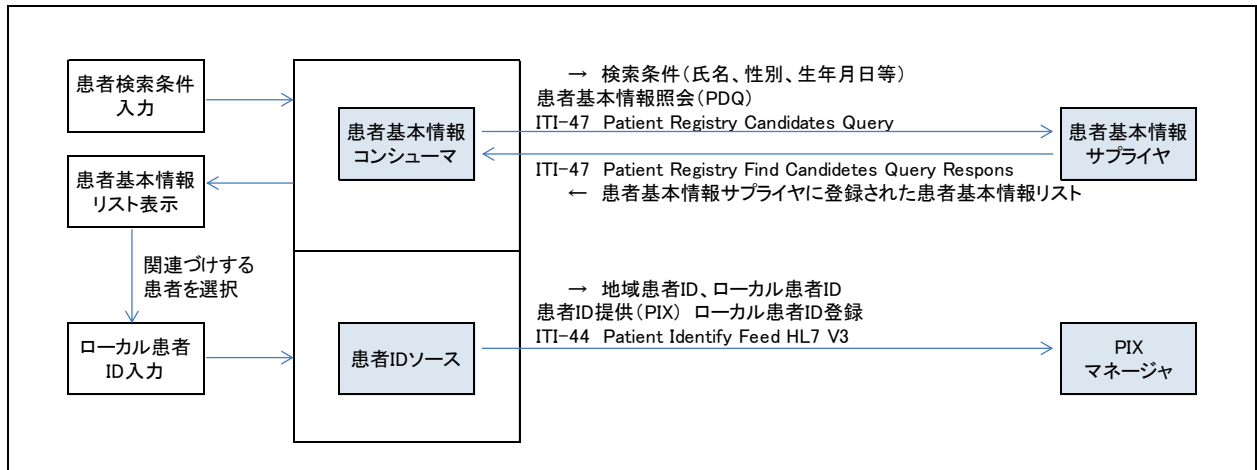 患者検索条件
入力
患者基本情報
リスト表示
関連づけする
患者を選択
ローカル患者
ID入力
患者基本情報
コンシューマ
患者IDソース
→ 検索条件(氏名、性別、生年月日等)
患者基本情報照会(PDQ)
ITI-47 Patient Registry Candidates Query
ITI-47 Patient Registry Find Candidetes Query Respons
← 患者基本情報サプライヤに登録された患者基本情報リスト
→ 地域患者ID、ローカル患者ID
患者ID提供(PIX) ローカル患者ID登録
ITI-44 Patient Identify Feed HL7 V3
患者基本情報
サプライヤ
PIX
マネージャ